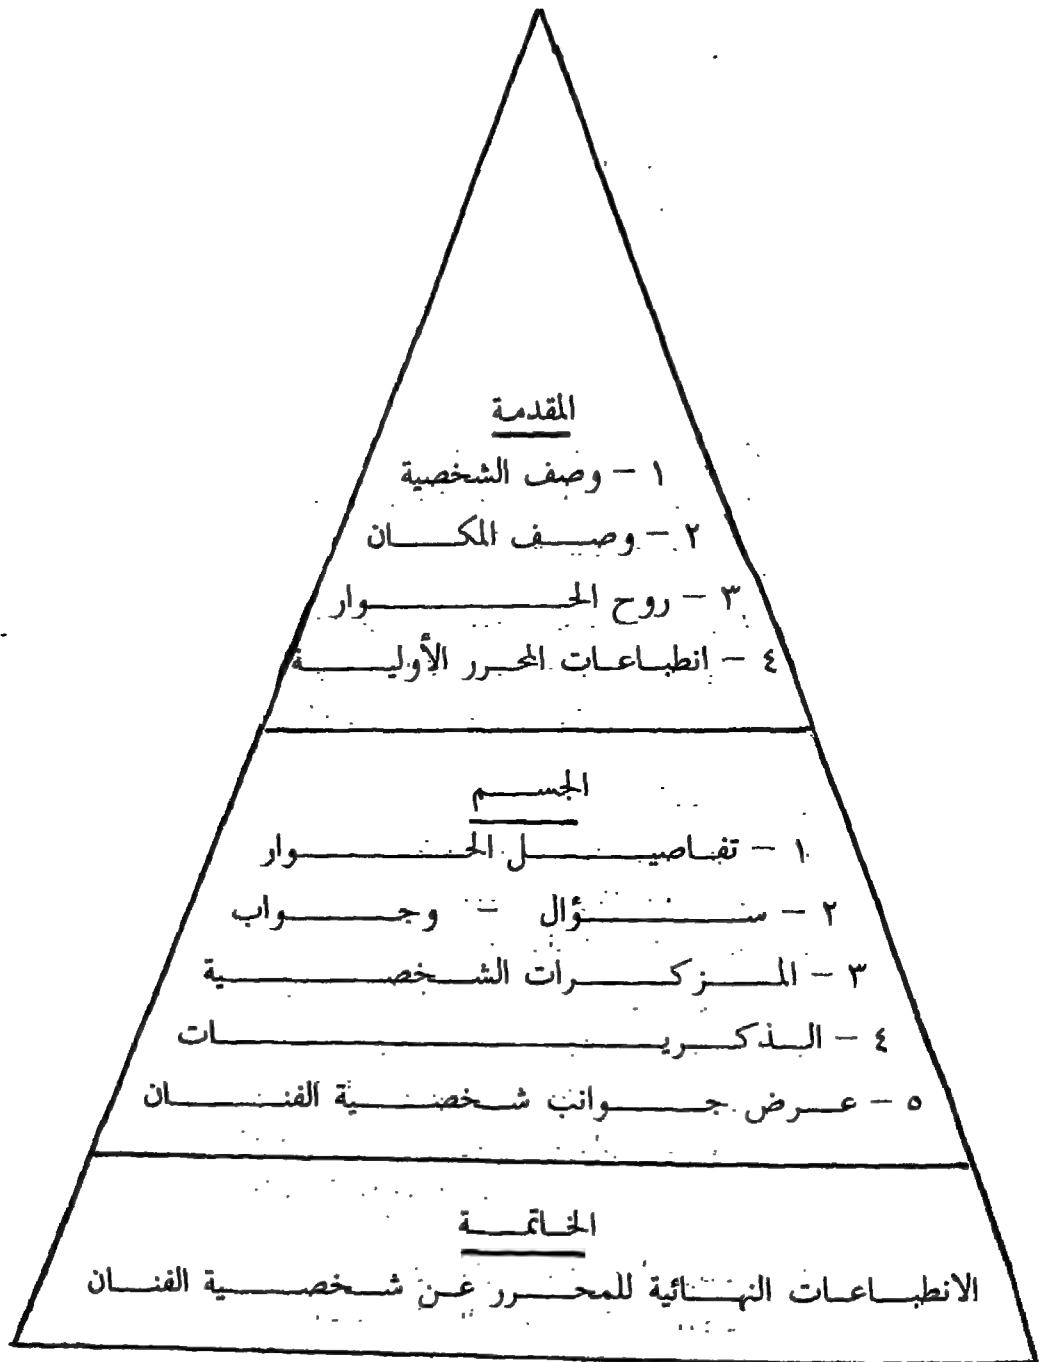 المقدمة
١ - وصف الشخصية
٢ - وصف المكان
٣ - روح الحوار
٤ - انطباعات المحرر الأولية
الجسم
١ - تفاصيل الحوار
٢ - سؤال - وجواب
٣ - المزكرات الشخصية
٤ - الذكريات
٥ - عرض جوانب شخصية الفنان
الخاتمة
الانطباعات النهائية للمحرر عن شخصية الفنان